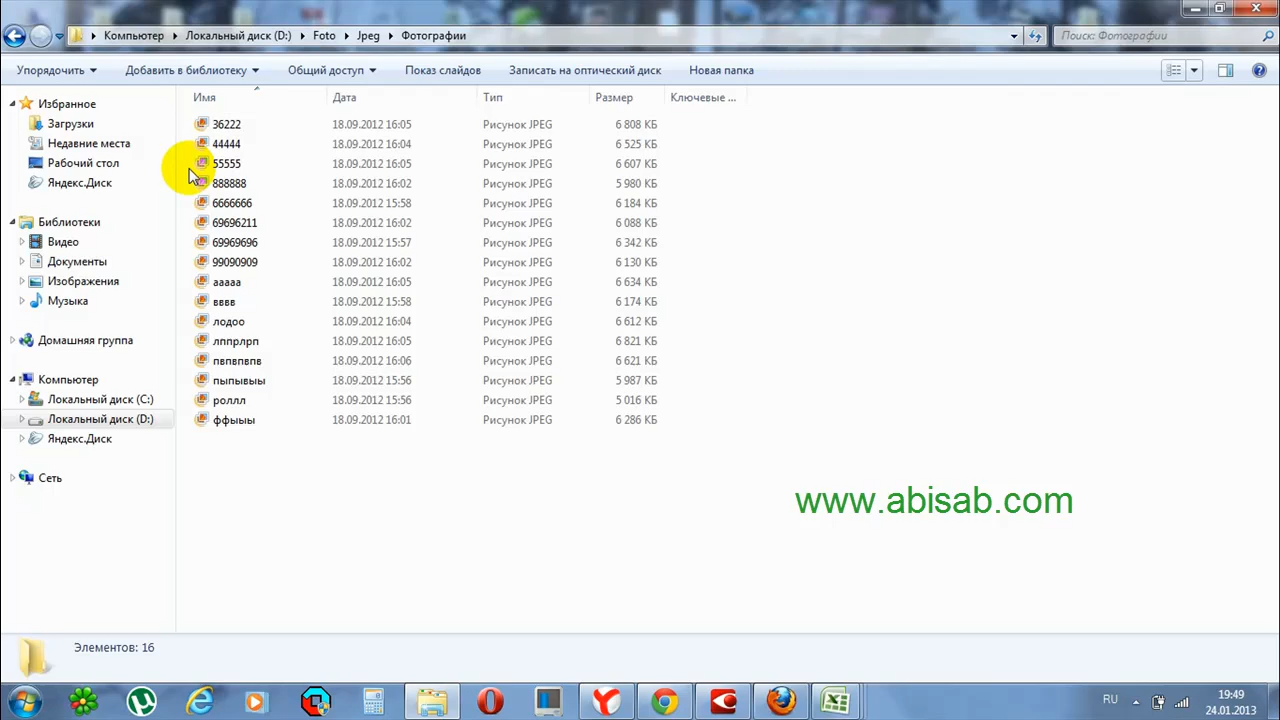 Компьютер Локальный диск (D:) Foto Jpeg Фотографии Поиск: Фотографии
Упорядочить Добавить в библиотеку Общий доступ Показ слайдов Записать на оптический диск Новая папка
Избранное
Загрузки
Недавние места
Рабочий стол
Яндекс.Диск
Библиотеки
Видео
Документы
Изображения
Музыка
Домашняя группа
Компьютер
Локальный диск (C:)
Локальный диск (D:)
Яндекс.Диск
Сеть
Имя Дата Тип Размер Ключевые ...
36222 18.09.2012 16:05 Рисунок JPEG 6 808 КБ
44444 18.09.2012 16:04 Рисунок JPEG 6 525 КБ
55555 18.09.2012 16:05 Рисунок JPEG 6 607 КБ
888888 18.09.2012 16:02 Рисунок JPEG 5 980 КБ
6666666 18.09.2012 15:58 Рисунок JPEG 6 184 КБ
69696211 18.09.2012 16:02 Рисунок JPEG 6 088 КБ
69969696 18.09.2012 15:57 Рисунок JPEG 6 342 КБ
99090909 18.09.2012 16:02 Рисунок JPEG 6 130 КБ
ааааа 18.09.2012 16:05 Рисунок JPEG 6 634 КБ
вввв 18.09.2012 15:58 Рисунок JPEG 6 174 КБ
лодоо 18.09.2012 16:04 Рисунок JPEG 6 612 КБ
лппрлрп 18.09.2012 16:05 Рисунок JPEG 6 821 КБ
пвпвпвпв 18.09.2012 16:06 Рисунок JPEG 6 621 КБ
пыпывыы 18.09.2012 15:56 Рисунок JPEG 5 987 КБ
роллл 18.09.2012 15:56 Рисунок JPEG 5 016 КБ
ффыыы 18.09.2012 16:01 Рисунок JPEG 6 286 КБ
www.abisab.com
Элементов: 16
RU
19:49
24.01.2013